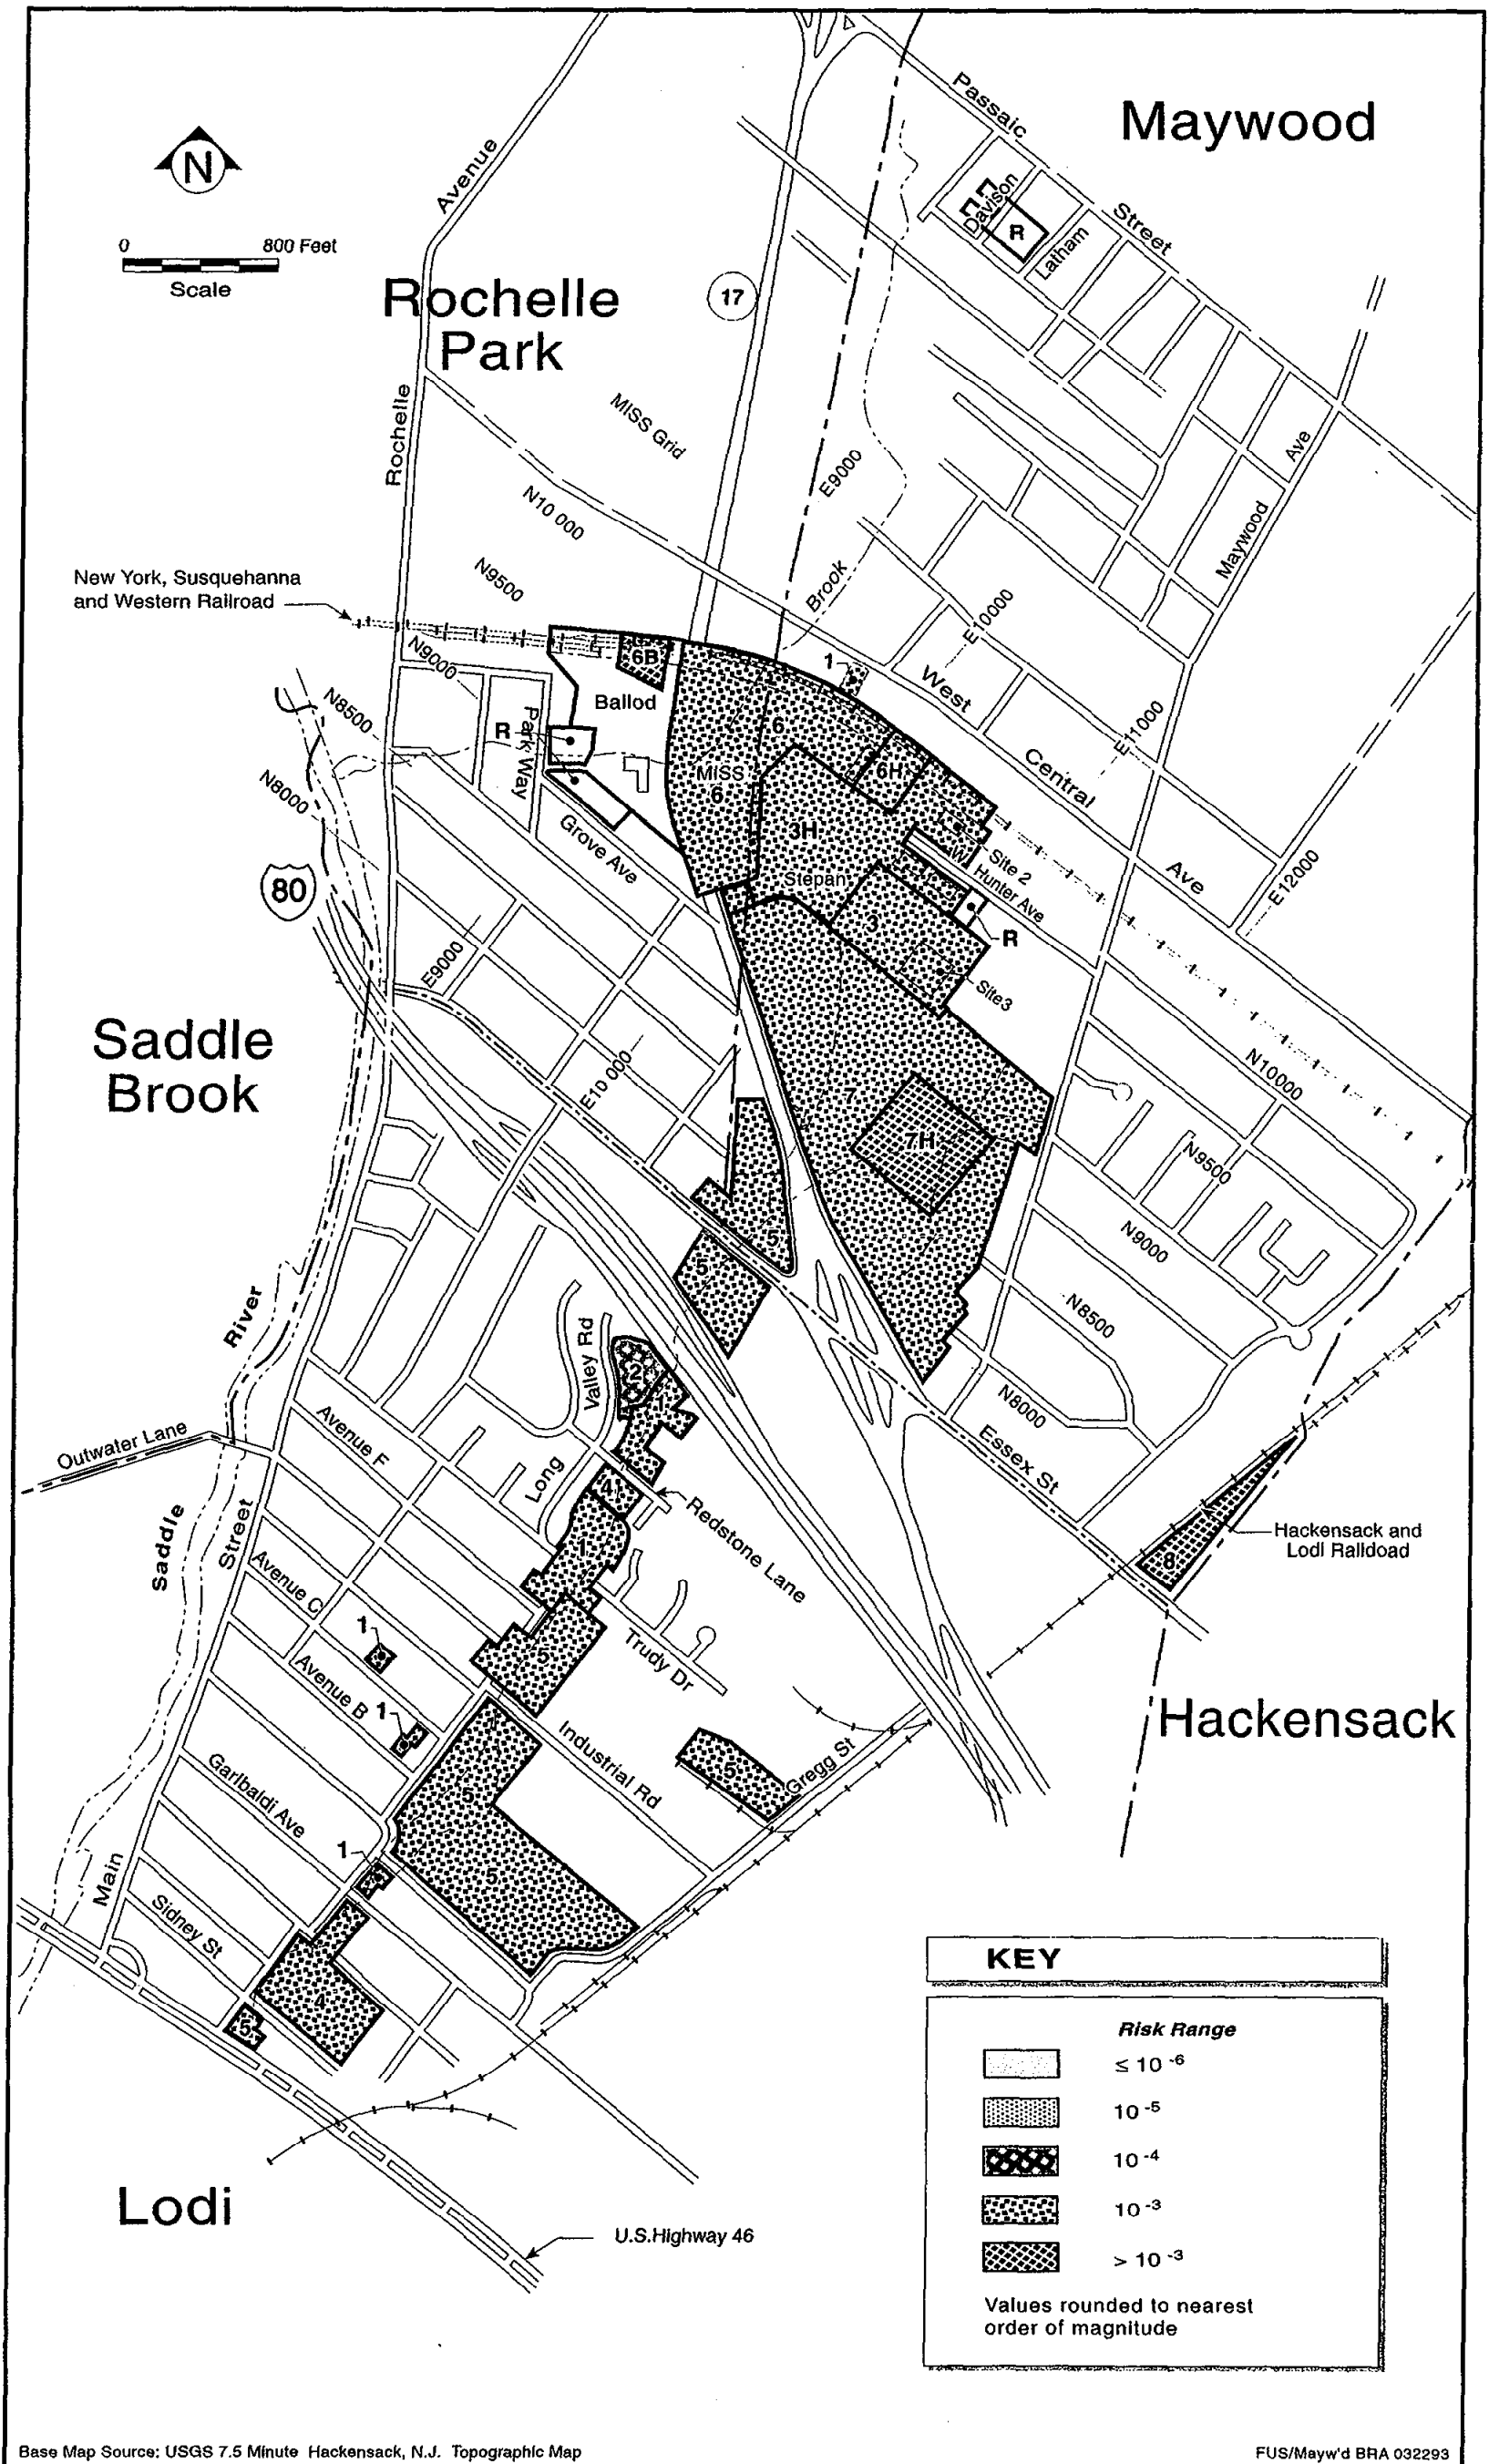 Maywood
Passaic
Street
Davison
R
Latham
N
0 800 Feet
Scale
Avenue
Rochelle
Park
17
Rochelle
MISS Grid
E9000
N10 000
N9500
Brook
Ave
Maywood
New York, Susquehanna
and Western Railroad
N9000
N8500
N8000
6B
Ballod
R
Park Way
Grove Ave
1
West
Central
Ave
E10000
E11000
E12000
6
MISS
6
6H
3H
Stepan
W
Hunter Ave
Site 2
R
3
Site3
80
E9000
E10 000
Saddle
Brook
7
7H
5
5
N10000
N9500
N9000
N8500
N8000
River
Valley Rd
Long
2
1
4
Redstone Lane
Essex St
Outwater Lane
Avenue F
Saddle
Street
Avenue C
1
5
Trudy Dr
8
Hackensack and
Lodi Raildoad
1
Avenue B
1
Hackensack
Industrial Rd
5
Gregg St
Garibaldi Ave
5
5
1
Main
Sidney St
4
5
Lodi
U.S.Highway 46
KEY
Risk Range
≤ 10 -6
10 -5
10 -4
10 -3
> 10 -3
Values rounded to nearest
order of magnitude
Base Map Source: USGS 7.5 Minute Hackensack, N.J. Topographic Map
FUS/Mayw'd BRA 032293